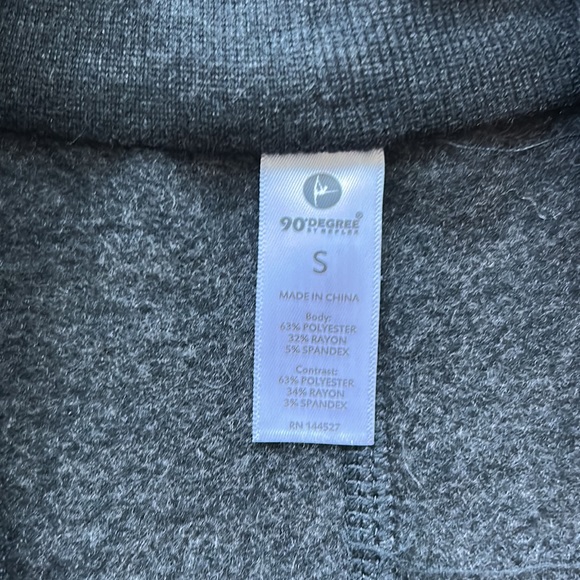 90°DEGREE®
BY REFLEX
S
MADE IN CHINA
Body:
63% POLYESTER
32% RAYON
5% SPANDEX
Contrast:
63% POLYESTER
34% RAYON
3% SPANDEX
RN 144527